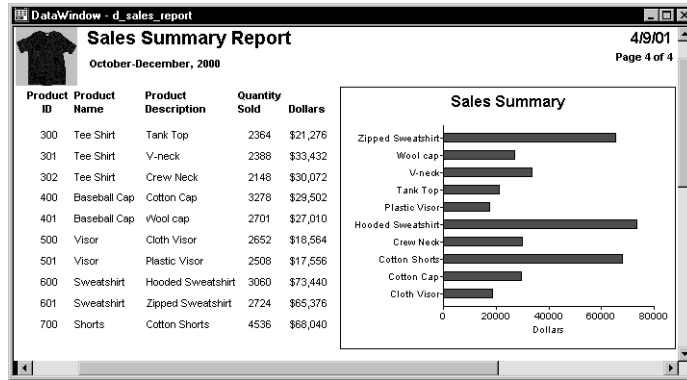 DataWindow - d_sales_report
Sales Summary Report
4/9/01
October-December, 2000
Page 4 of 4
Product Product Product Quantity
ID Name Description Sold Dollars
300 Tee Shirt Tank Top 2364 $21,276
301 Tee Shirt V-neck 2388 $33,432
302 Tee Shirt Crew Neck 2148 $30,072
400 Baseball Cap Cotton Cap 3278 $29,502
401 Baseball Cap Wool cap 2701 $27,010
500 Visor Cloth Visor 2652 $18,564
501 Visor Plastic Visor 2508 $17,556
600 Sweatshirt Hooded Sweatshirt 3060 $73,440
601 Sweatshirt Zipped Sweatshirt 2724 $65,376
700 Shorts Cotton Shorts 4536 $68,040
Sales Summary
Zipped Sweatshirt
Wool cap
V-neck
Tank Top
Plastic Visor
Hooded Sweatshirt
Crew Neck
Cotton Shorts
Cotton Cap
Cloth Visor
0 20000 40000 60000 80000
Dollars